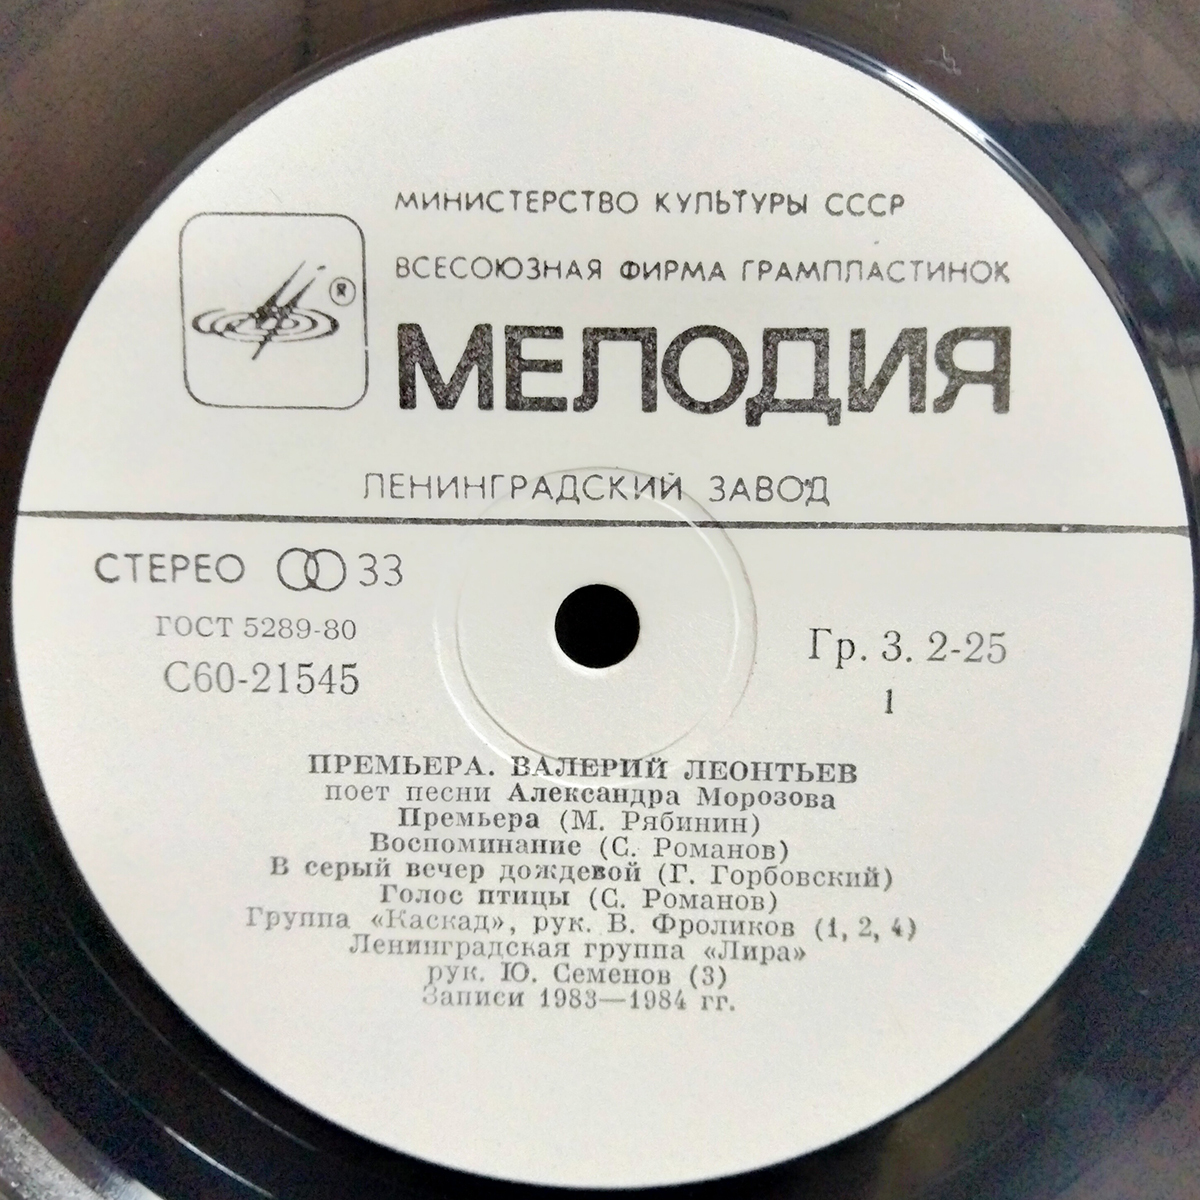 МИНИСТЕРСТВО КУЛЬТУРЫ СССР
ВСЕСОЮЗНАЯ ФИРМА ГРАМПЛАСТИНОК
®
МЕЛОДИЯ
ЛЕНИНГРАДСКИЙ ЗАВОД
СТЕРЕО 33
ГОСТ 5289-80
С60-21545
Гр. 3. 2-25
1
ПРЕМЬЕРА. ВАЛЕРИЙ ЛЕОНТЬЕВ
поет песни Александра Морозова
Премьера (М. Рябинин)
Воспоминание (С. Романов)
В серый вечер дождевой (Г. Горбовский)
Голос птицы (С. Романов)
Группа «Каскад», рук. В. Фроликов (1, 2, 4)
Ленинградская группа «Лира»
рук. Ю. Семенов (3)
Записи 1983—1984 гг.